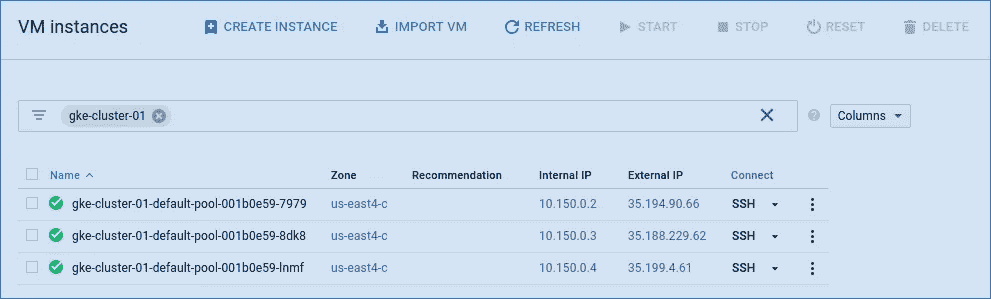 VM instances CREATE INSTANCE IMPORT VM REFRESH START STOP RESET DELETE
gke-cluster-01 Columns
Name Zone Recommendation Internal IP External IP Connect
gke-cluster-01-default-pool-001b0e59-7979 us-east4-c 10.150.0.2 35.194.90.66 SSH
gke-cluster-01-default-pool-001b0e59-8dk8 us-east4-c 10.150.0.3 35.188.229.62 SSH
gke-cluster-01-default-pool-001b0e59-lnmf us-east4-c 10.150.0.4 35.199.4.61 SSH